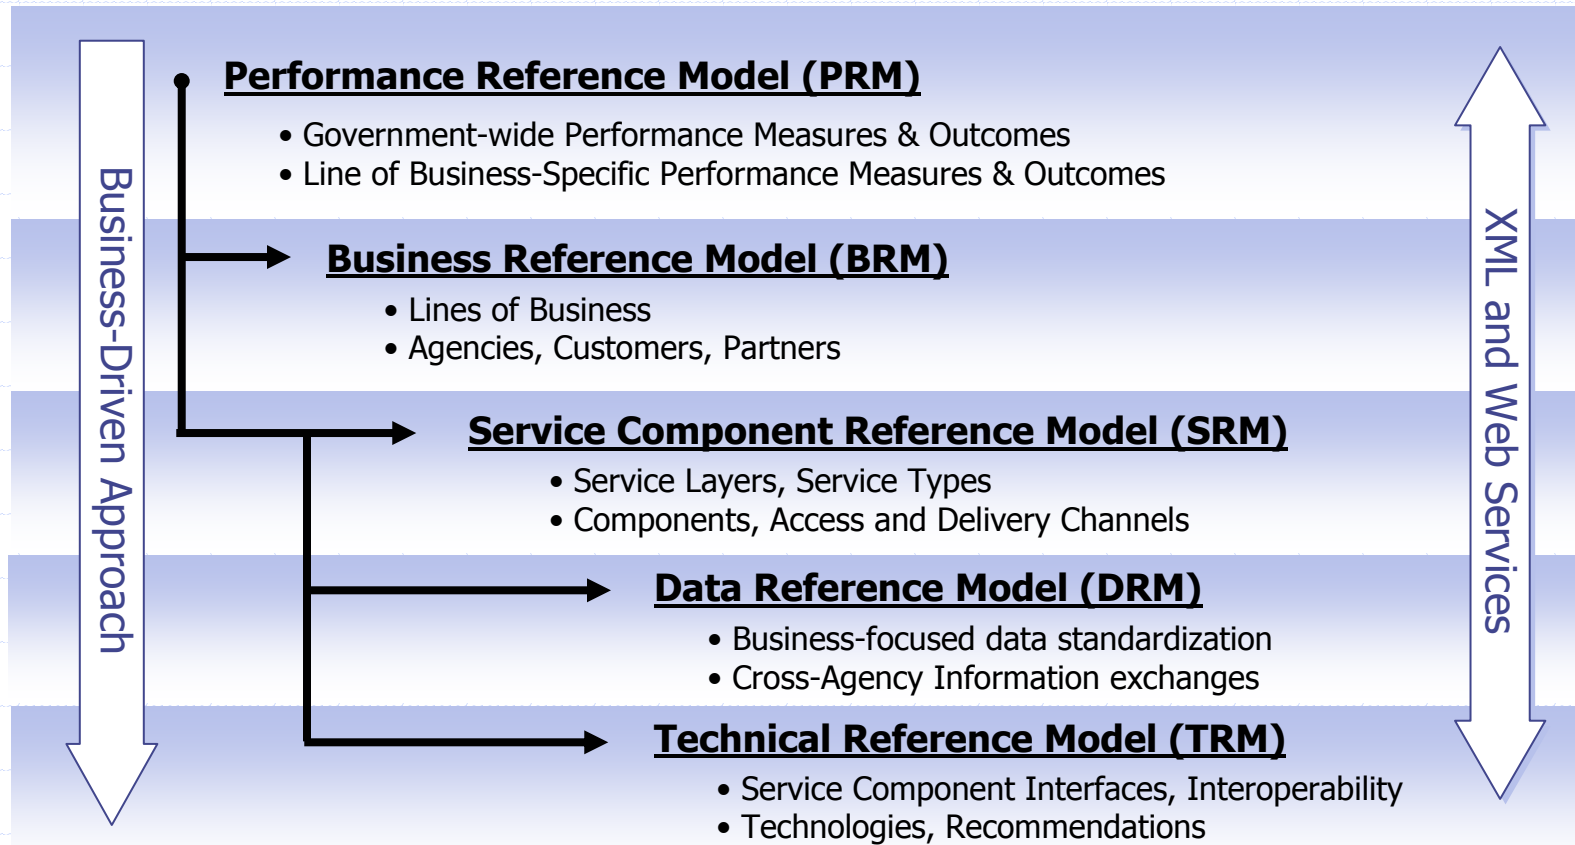 Performance Reference Model (PRM)
• Government-wide Performance Measures & Outcomes
• Line of Business-Specific Performance Measures & Outcomes
Business Reference Model (BRM)
• Lines of Business
• Agencies, Customers, Partners
Service Component Reference Model (SRM)
• Service Layers, Service Types
• Components, Access and Delivery Channels
Data Reference Model (DRM)
• Business-focused data standardization
• Cross-Agency Information exchanges
Technical Reference Model (TRM)
• Service Component Interfaces, Interoperability
• Technologies, Recommendations
Business-Driven Approach
XML and Web Services